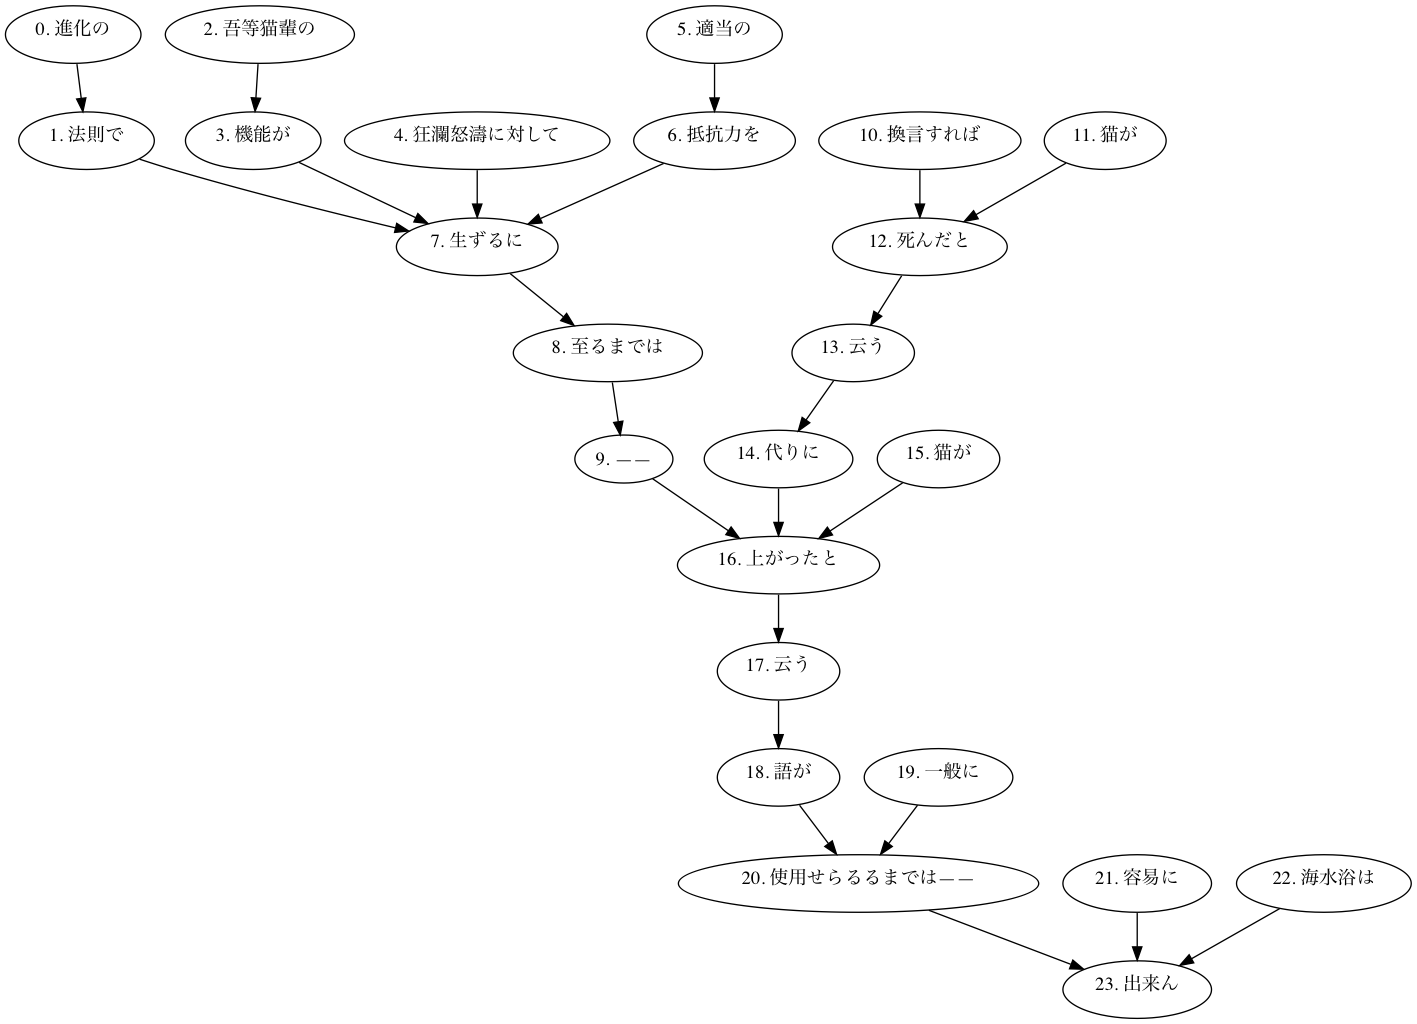 0. 進化の
2. 吾等猫輩の
5. 適当の
1. 法則で
3. 機能が
4. 狂瀾怒濤に対して
6. 抵抗力を
10. 換言すれば
11. 猫が
7. 生ずるに
12. 死んだと
8. 至るまでは
13. 云う
9. ——
14. 代りに
15. 猫が
16. 上がったと
17. 云う
18. 語が
19. 一般に
20. 使用せらるるまでは——
21. 容易に
22. 海水浴は
23. 出来ん